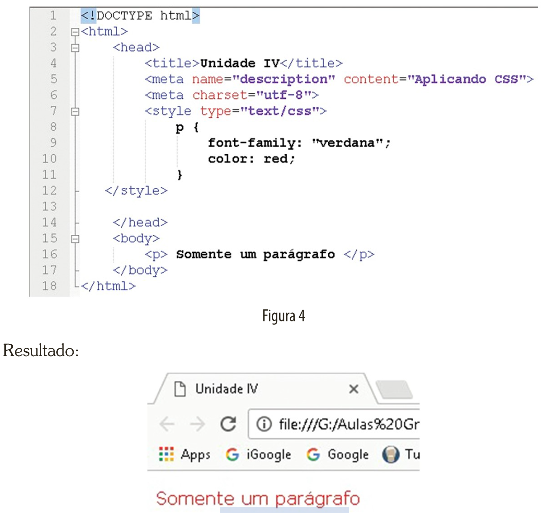 1 <!DOCTYPE html>
2 <html>
3 <head>
4 <title>Unidade IV</title>
5 <meta name="description" content="Aplicando CSS">
6 <meta charset="utf-8">
7 <style type="text/css">
8 p {
9 font-family: "verdana";
10 color: red;
11 }
12 </style>
13
14 </head>
15 <body>
16 <p> Somente um parágrafo </p>
17 </body>
18 </html>
Figura 4
Resultado:
Unidade IV
file:///G:/Aulas%20Gr
Apps iGoogle Google Tu
Somente um parágrafo